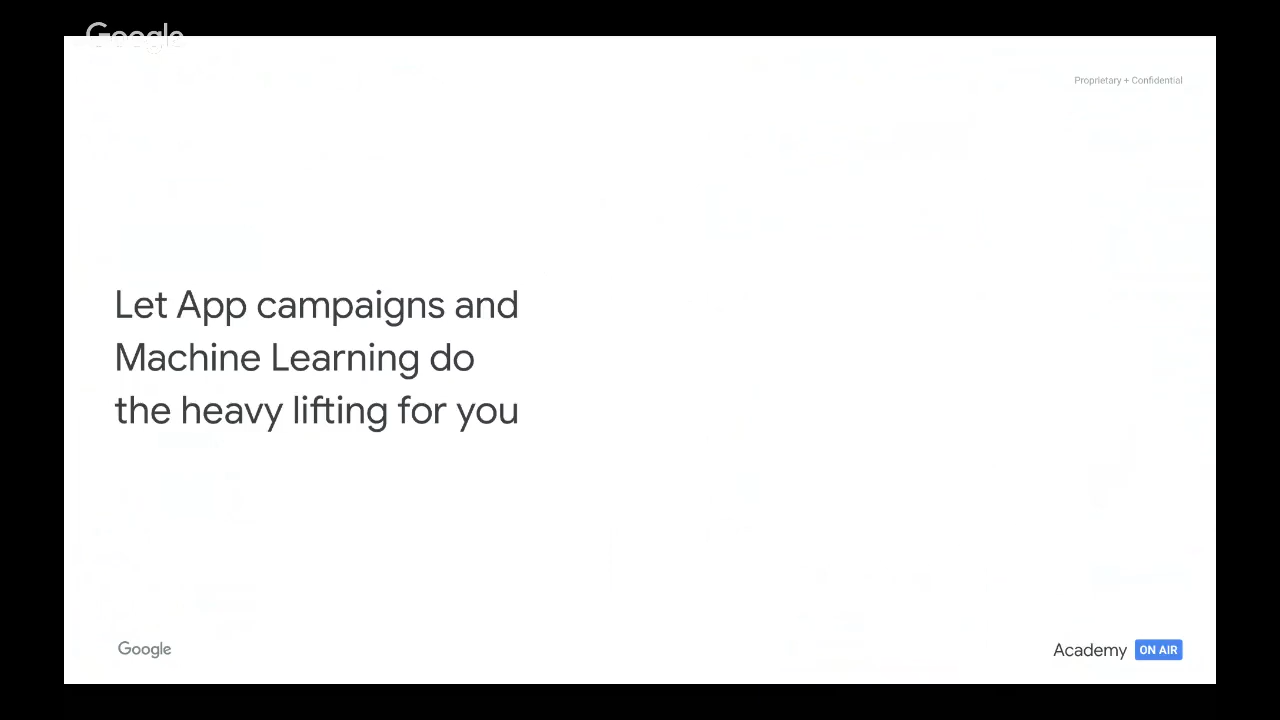 Google
Proprietary + Confidential
Let App campaigns and
Machine Learning do
the heavy lifting for you
Google
Academy ON AIR